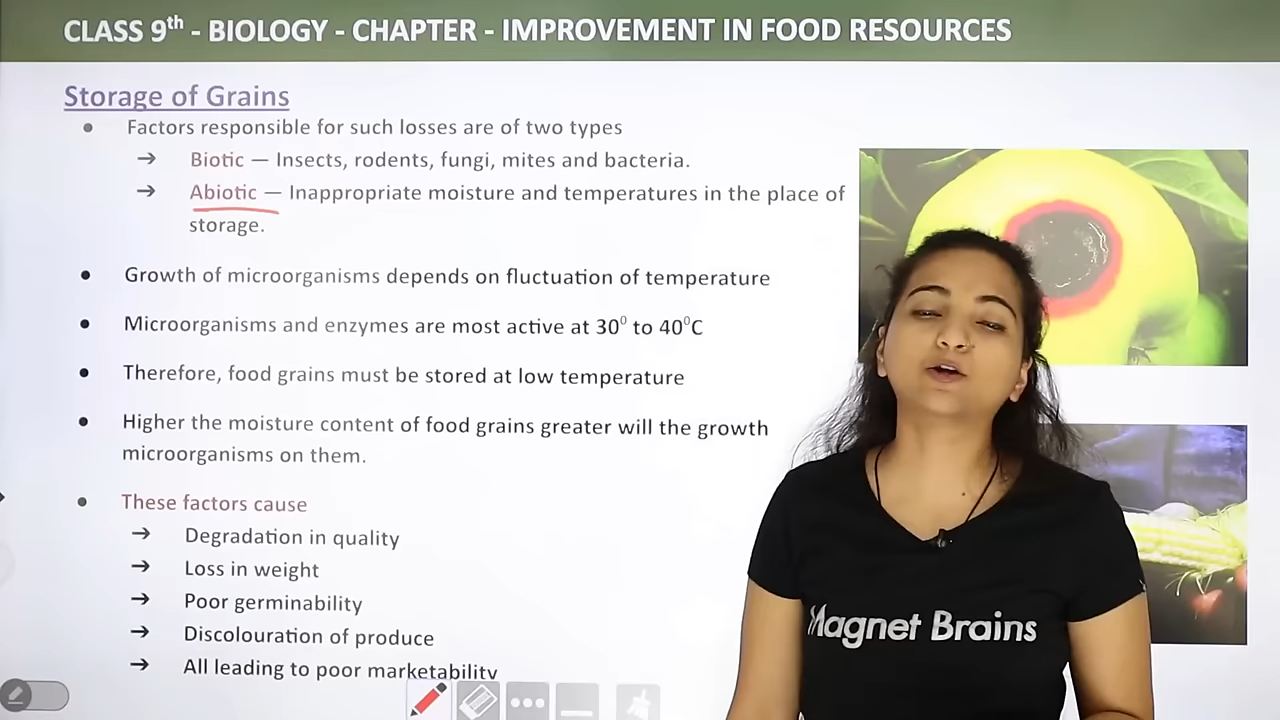 CLASS 9th - BIOLOGY - CHAPTER - IMPROVEMENT IN FOOD RESOURCES
Storage of Grains
• Factors responsible for such losses are of two types
→ Biotic — Insects, rodents, fungi, mites and bacteria.
→ Abiotic — Inappropriate moisture and temperatures in the place of
storage.
• Growth of microorganisms depends on fluctuation of temperature
• Microorganisms and enzymes are most active at 30⁰ to 40⁰C
• Therefore, food grains must be stored at low temperature
• Higher the moisture content of food grains greater will the growth
microorganisms on them.
• These factors cause
→ Degradation in quality
→ Loss in weight
→ Poor germinability
→ Discolouration of produce
→ All leading to poor marketability
Magnet Brains